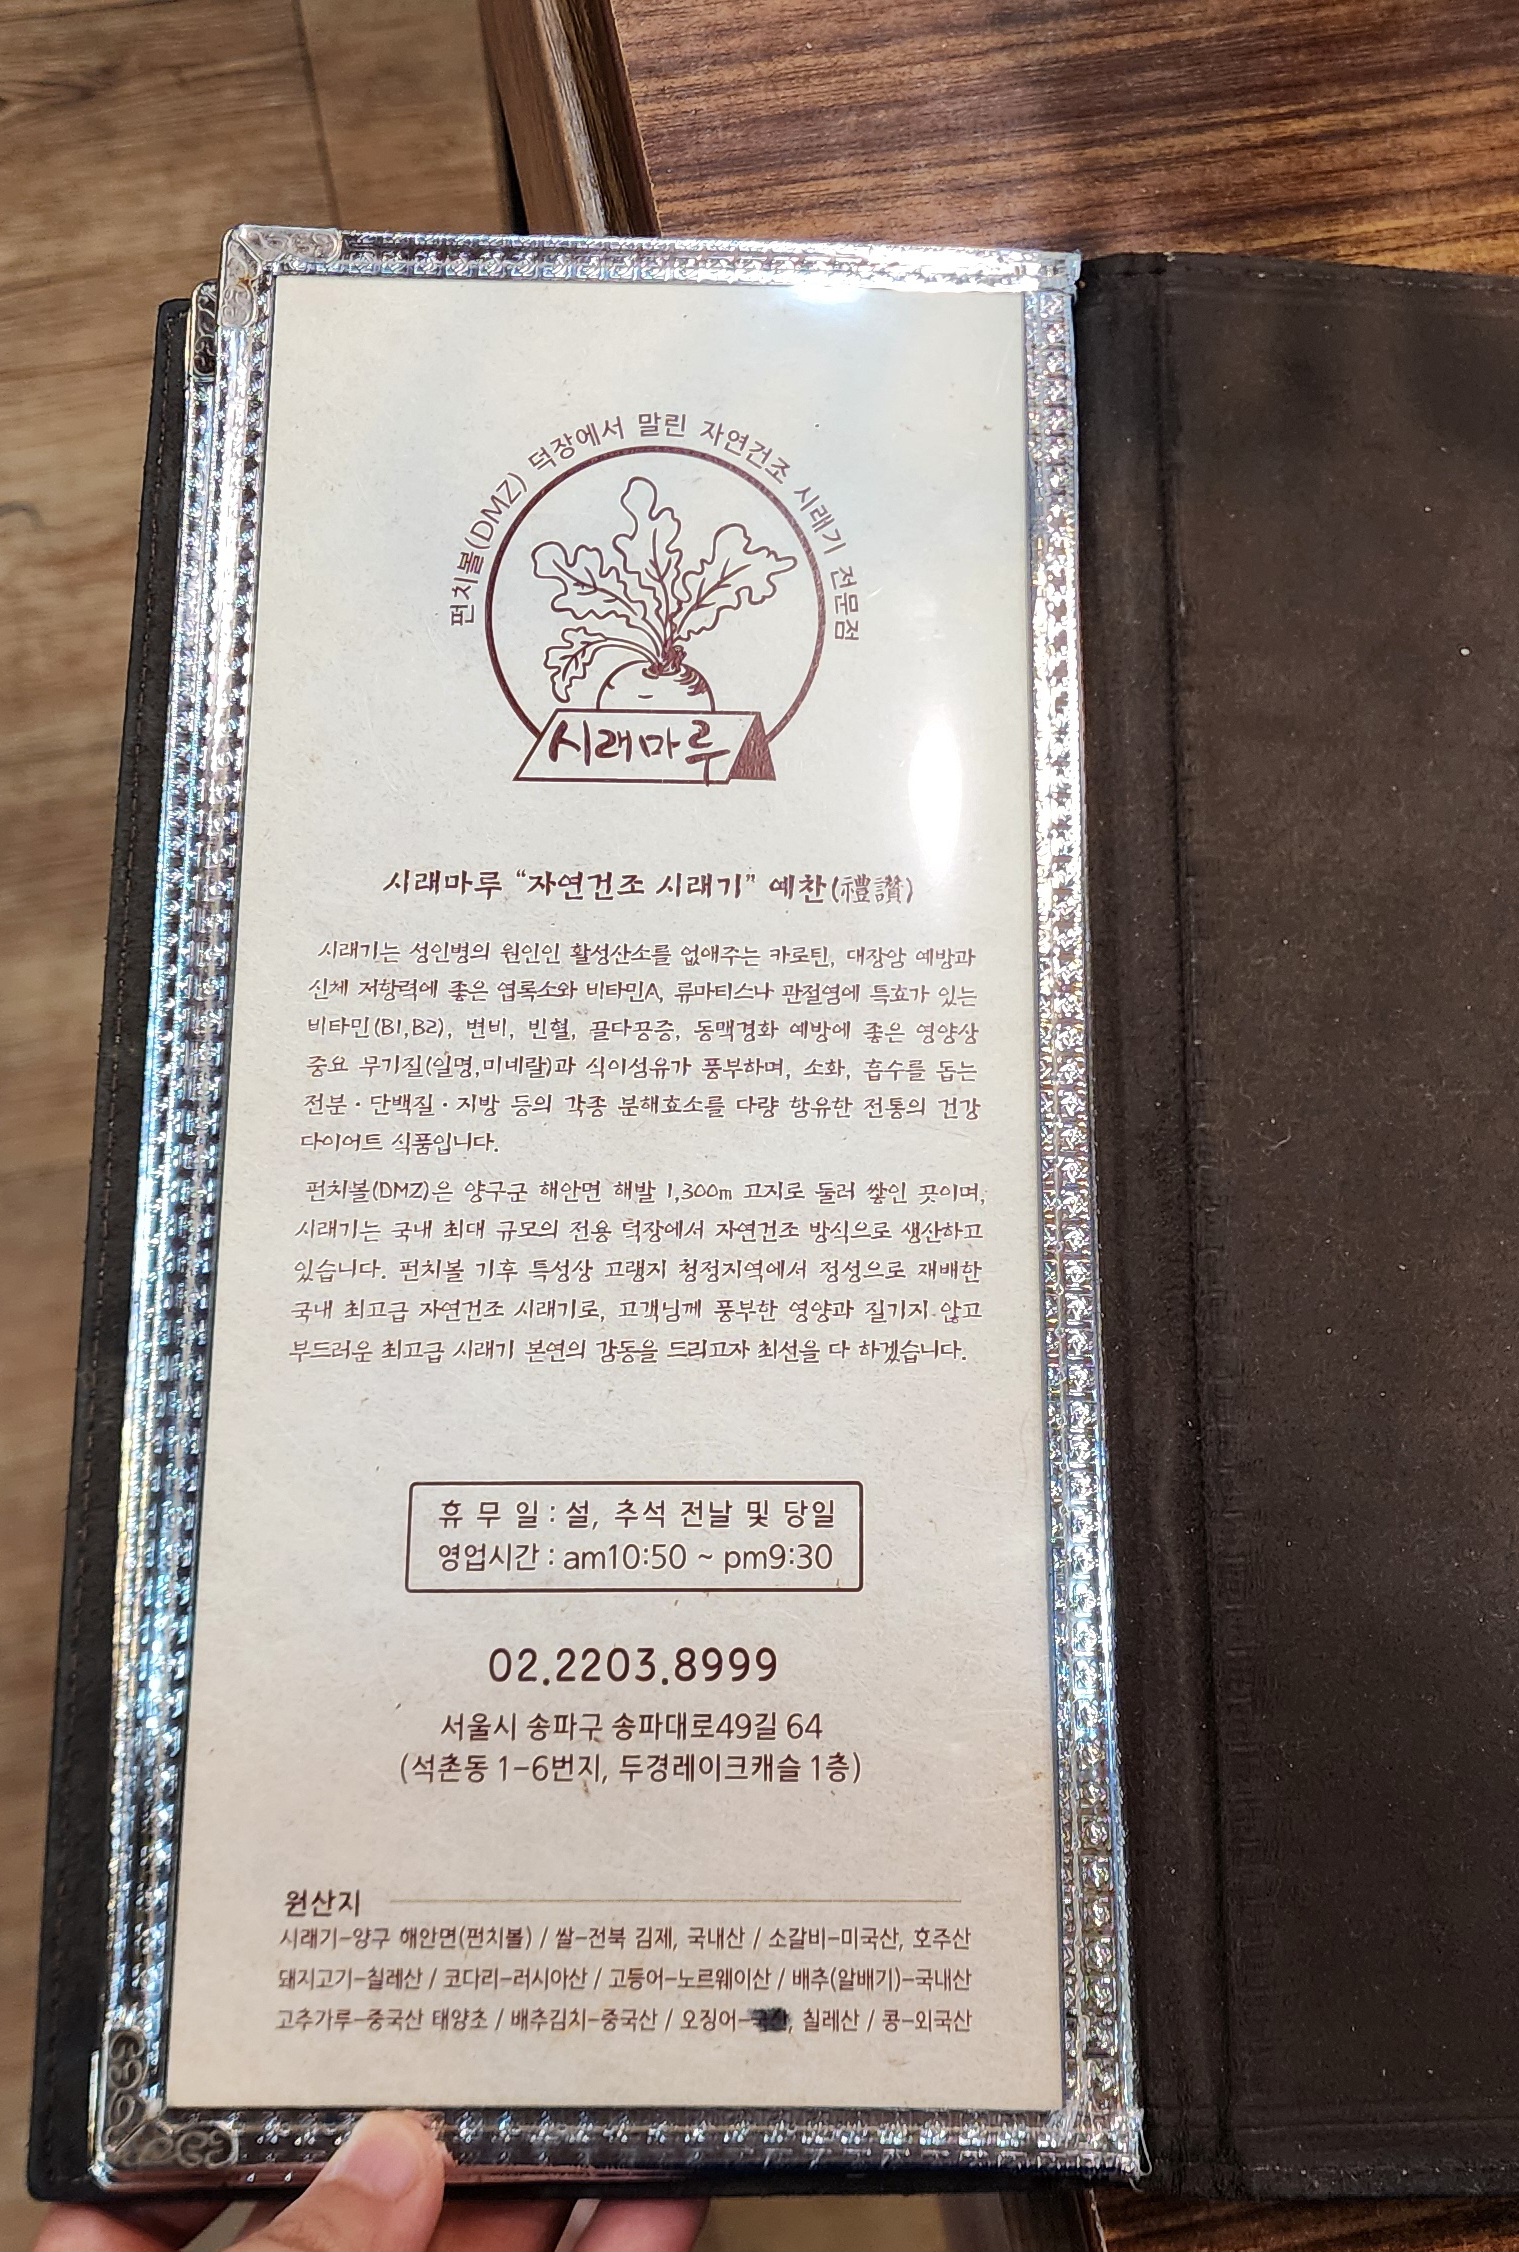 펀치볼(DMZ) 덕장에서 말린 자연건조 시래기 전문점
시래마루
시래마루 “자연건조 시래기” 예찬(禮讚)
시래기는 성인병의 원인인 활성산소를 없애주는 카로틴, 대장암 예방과
신체 저항력에 좋은 엽록소와 비타민A, 류마티스나 관절염에 특효가 있는
비타민(B1,B2), 변비, 빈혈, 골다공증, 동맥경화 예방에 좋은 영양상
중요 무기질(일명,미네랄)과 식이섬유가 풍부하며, 소화, 흡수를 돕는
전분·단백질·지방 등의 각종 분해효소를 다량 함유한 전통의 건강
다이어트 식품입니다.
펀치볼(DMZ)은 양구군 해안면 해발 1,300m 고지로 둘러 쌓인 곳이며,
시래기는 국내 최대 규모의 전용 덕장에서 자연건조 방식으로 생산하고
있습니다. 펀치볼 기후 특성상 고랭지 청정지역에서 정성으로 재배한
국내 최고급 자연건조 시래기로, 고객님께 풍부한 영양과 질기지 않고
부드러운 최고급 시래기 본연의 감동을 드리고자 최선을 다 하겠습니다.
휴 무 일 : 설, 추석 전날 및 당일
영업시간 : am10:50 ~ pm9:30
02.2203.8999
서울시 송파구 송파대로49길 64
(석촌동 1-6번지, 두경레이크캐슬 1층)
원산지
시래기-양구 해안면(펀치볼) / 쌀-전북 김제, 국내산 / 소갈비-미국산, 호주산
돼지고기-칠레산 / 코다리-러시아산 / 고등어-노르웨이산 / 배추(알배기)-국내산
고추가루-중국산 태양초 / 배추김치-중국산 / 오징어-, 칠레산 / 콩-외국산